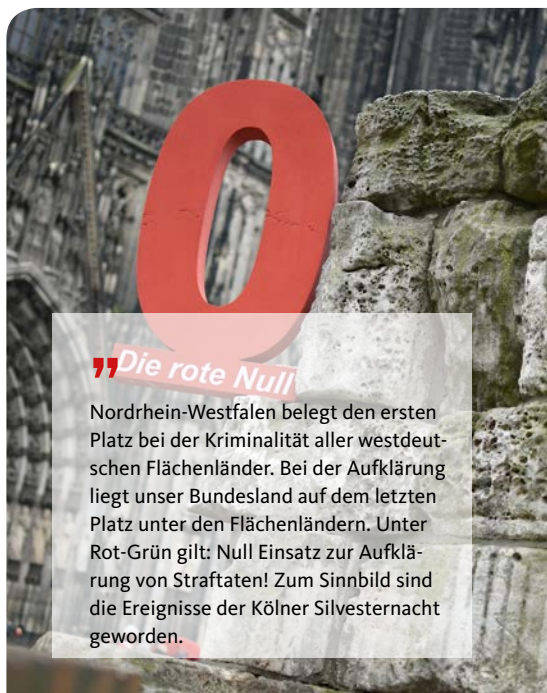 0
Die rote Null
„Nordrhein-Westfalen belegt den ersten
Platz bei der Kriminalität aller westdeut-
schen Flächenländer. Bei der Aufklärung
liegt unser Bundesland auf dem letzten
Platz unter den Flächenländern. Unter
Rot-Grün gilt: Null Einsatz zur Aufklä-
rung von Straftaten! Zum Sinnbild sind
die Ereignisse der Kölner Silvesternacht
geworden.